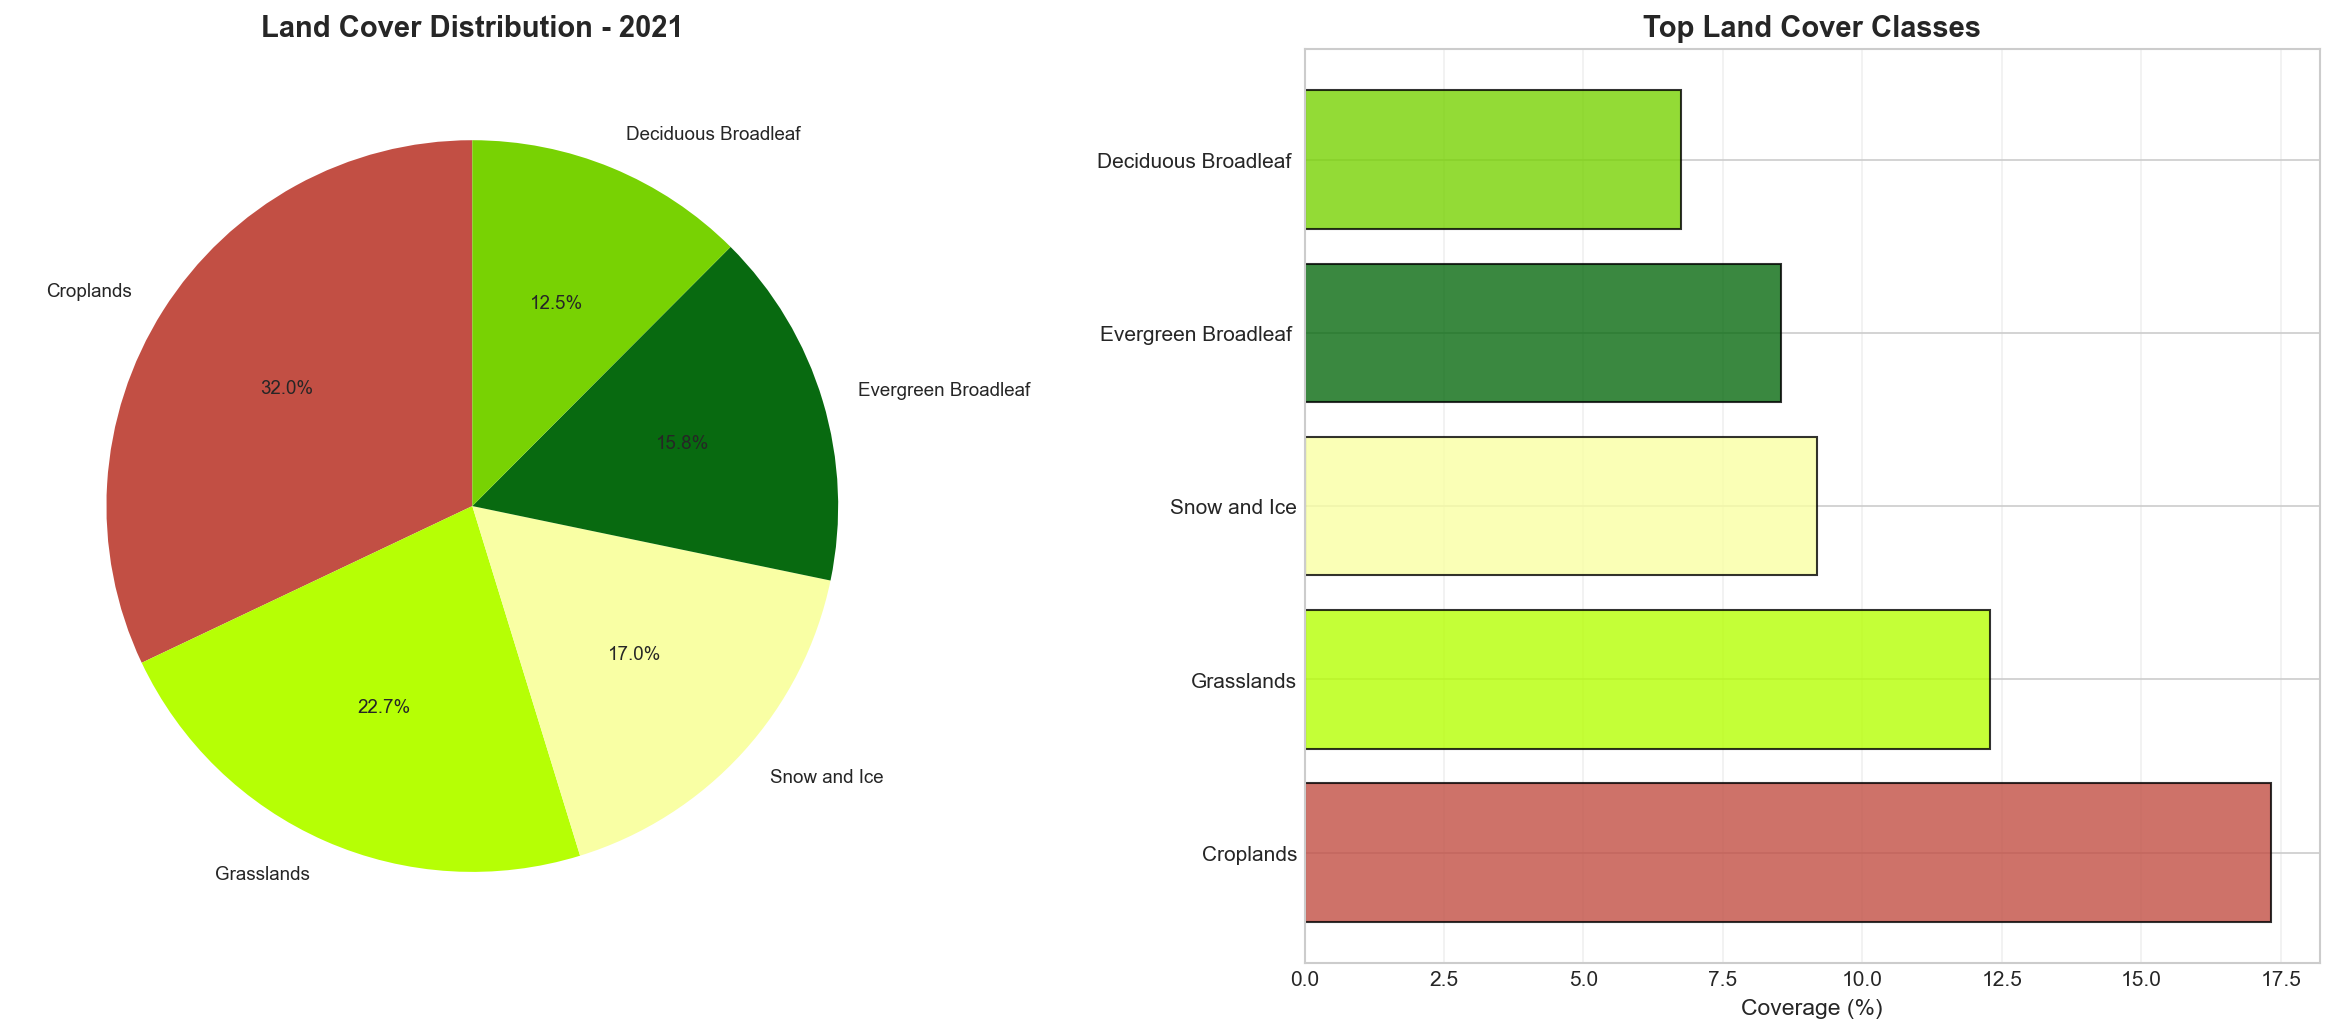 Land Cover Distribution - 2021
Deciduous Broadleaf
Croplands
12.5%
32.0%
Evergreen Broadleaf
15.8%
17.0%
22.7%
Snow and Ice
Grasslands
Top Land Cover Classes
Deciduous Broadleaf
Evergreen Broadleaf
Snow and Ice
Grasslands
Croplands
0.0 2.5 5.0 7.5 10.0 12.5 15.0 17.5
Coverage (%)